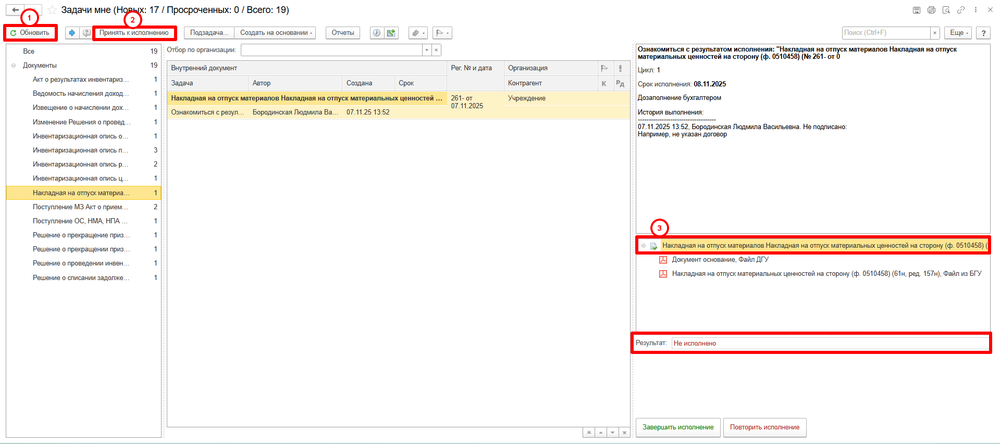 Задачи мне (Новых: 17 / Просроченных: 0 / Всего: 19)
1
2
Обновить
Принять к исполнению
Подзадача...
Создать на основании
Отчеты
Поиск (Ctrl+F)
×
Еще
?
Все 19
Документы 19
Акт о результатах инвентариз... 1
Ведомость начисления доход... 1
Извещение о начислении дох... 1
Изменение Решения о провед... 1
Инвентаризационная опись о... 1
Инвентаризационная опись п... 3
Инвентаризационная опись р... 2
Инвентаризационная опись ц... 1
Накладная на отпуск материа... 1
Поступление МЗ Акт о прием... 2
Поступление ОС, НМА, НПА ... 1
Решение о прекращение приз... 1
Решение о прекращении приз... 1
Решение о проведении инвен... 1
Решение о списании задолже... 1
Отбор по организации:
Внутренний документ Рег. № и дата Организация
Задача Автор Создана Срок Контрагент К Рд
Накладная на отпуск материалов Накладная на отпуск материальных ценностей ... 261- от 07.11.2025 Учреждение
Ознакомиться с резул... Бородинская Людмила Ва... 07.11.25 13:52
Ознакомиться с результатом исполнения: "Накладная на отпуск материалов Накладная на отпуск
материальных ценностей на сторону (ф. 0510458) (№ 261- от 0
Цикл: 1
Срок исполнения: 08.11.2025
Дозаполнение бухгалтером
История выполнения:
------------------------------------
07.11.2025 13:52, Бородинская Людмила Васильевна. Не подписано:
Например, не указан договор
3
Накладная на отпуск материалов Накладная на отпуск материальных ценностей на сторону (ф. 0510458) (
Документ основание, Файл ДГУ
Накладная на отпуск материальных ценностей на сторону (ф. 0510458) (61н, ред. 157н), Файл из БГУ
Результат: Не исполнено
Завершить исполнение
Повторить исполнение